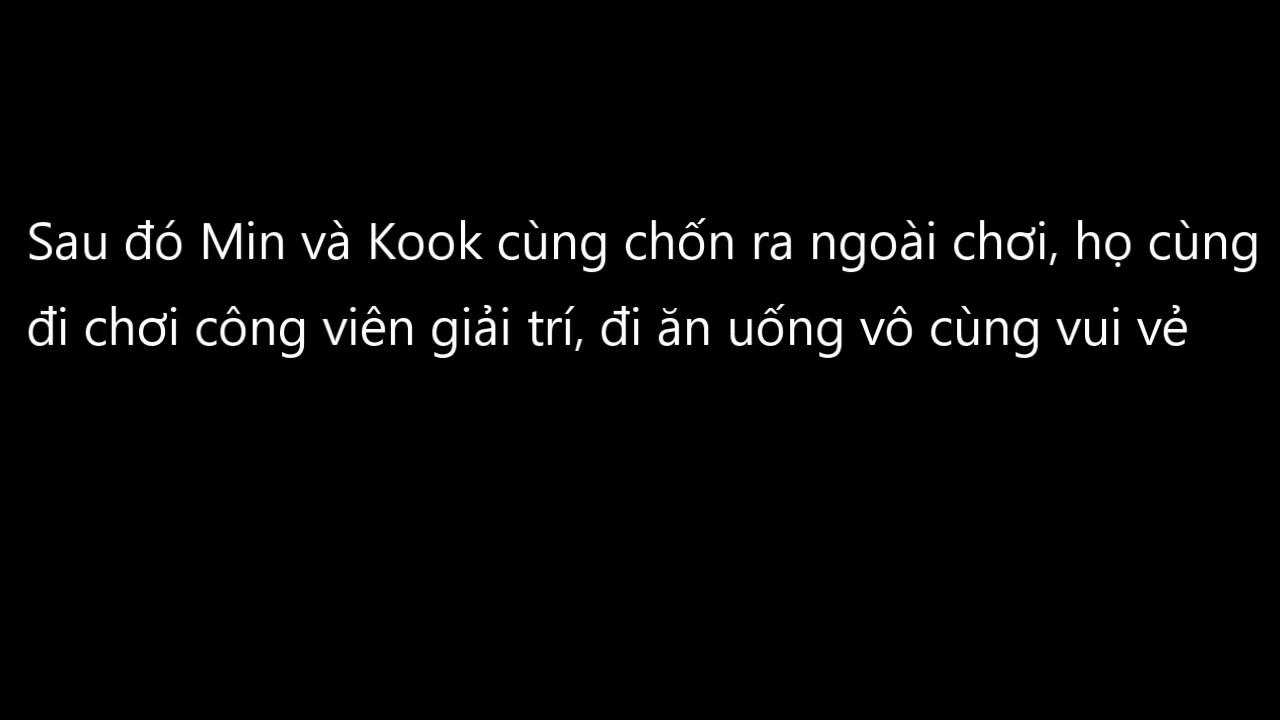 Sau đó Min và Kook cùng chốn ra ngoài chơi, họ cùng
đi chơi công viên giải trí, đi ăn uống vô cùng vui vẻ